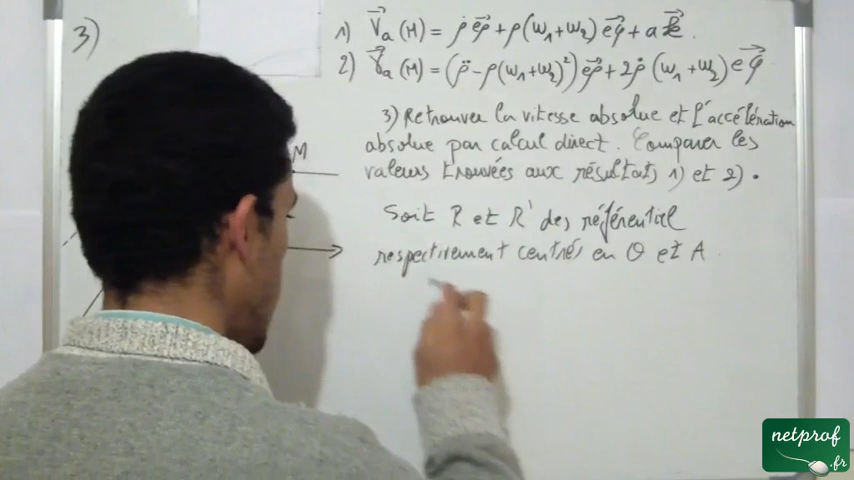 3)
1) V⃗a (M) = ρ̇ e⃗ρ + ρ(ω1+ω2) e⃗φ + a k⃗.
2) γ⃗a (M) = (ρ̈ - ρ(ω1+ω2)²) e⃗ρ + 2ρ̇ (ω1+ω2) e⃗φ
3) Retrouver la vitesse absolue et l'accélération
absolue par calcul direct. Comparer les
valeurs trouvées aux résultats 1) et 2).
M
Soit R et R' des référentiel
respectivement centrés en O et A
netprof
.fr